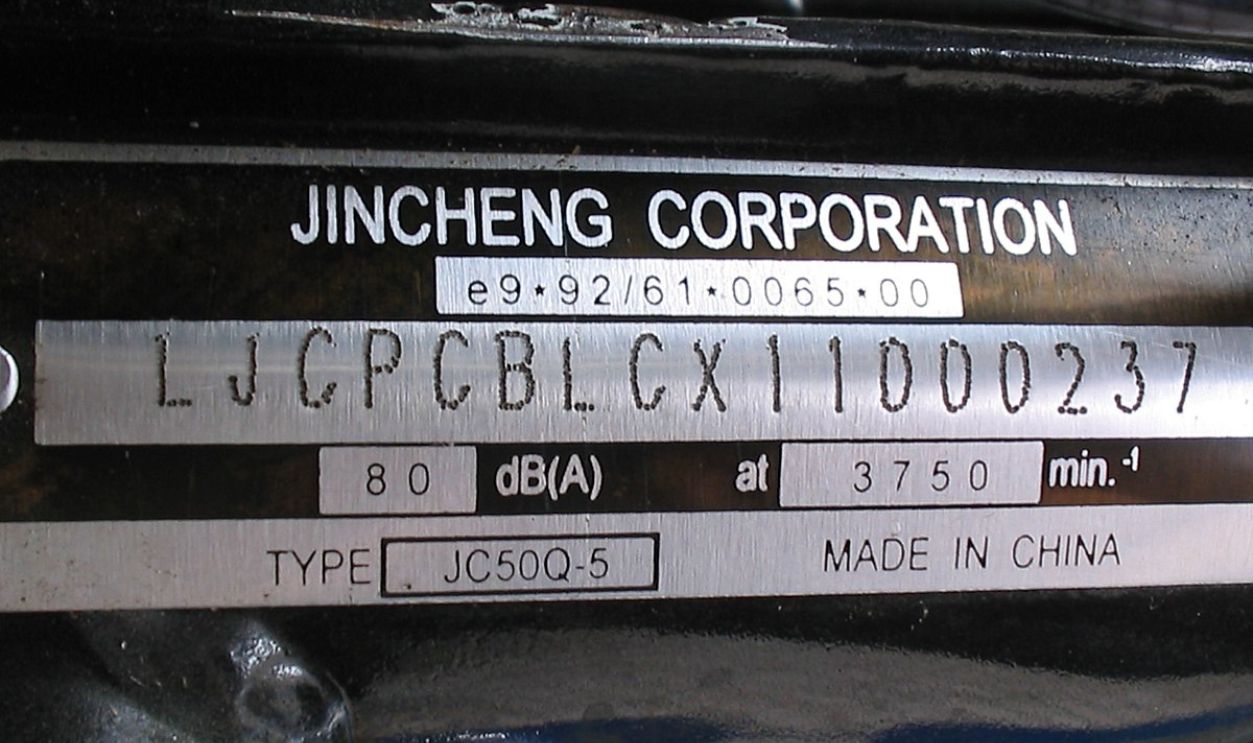 JINCHENG CORPORATION
e9*92/61*0065*00
LJCPCBLCX11000237
80 dB(A) at 3750 min.-1
TYPE JC50Q-5 MADE IN CHINA